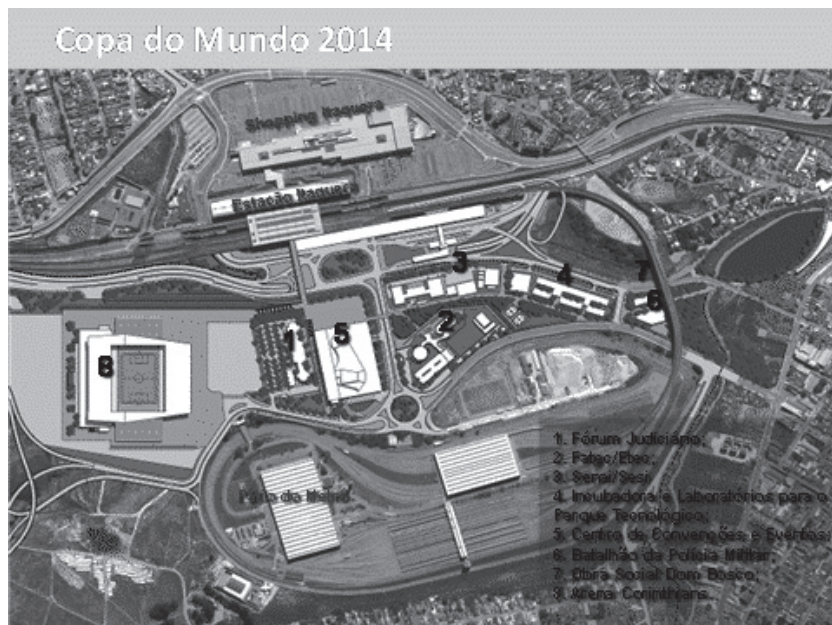 Copa do Mundo 2014
Shopping Itaquera
Estação Itaquera
3
4
7
6
2
1
5
8
1. Fórum Judiciário;
2. Fatec/Etec;
3. Senai/Sesi;
4. Incubadora e Laboratórios para o
Parque Tecnológico;
5. Centro de Convenções e Eventos;
6. Batalhão da Polícia Militar;
7. Obra Social Dom Bosco;
8. Arena Corinthians.
Pátio do Metrô